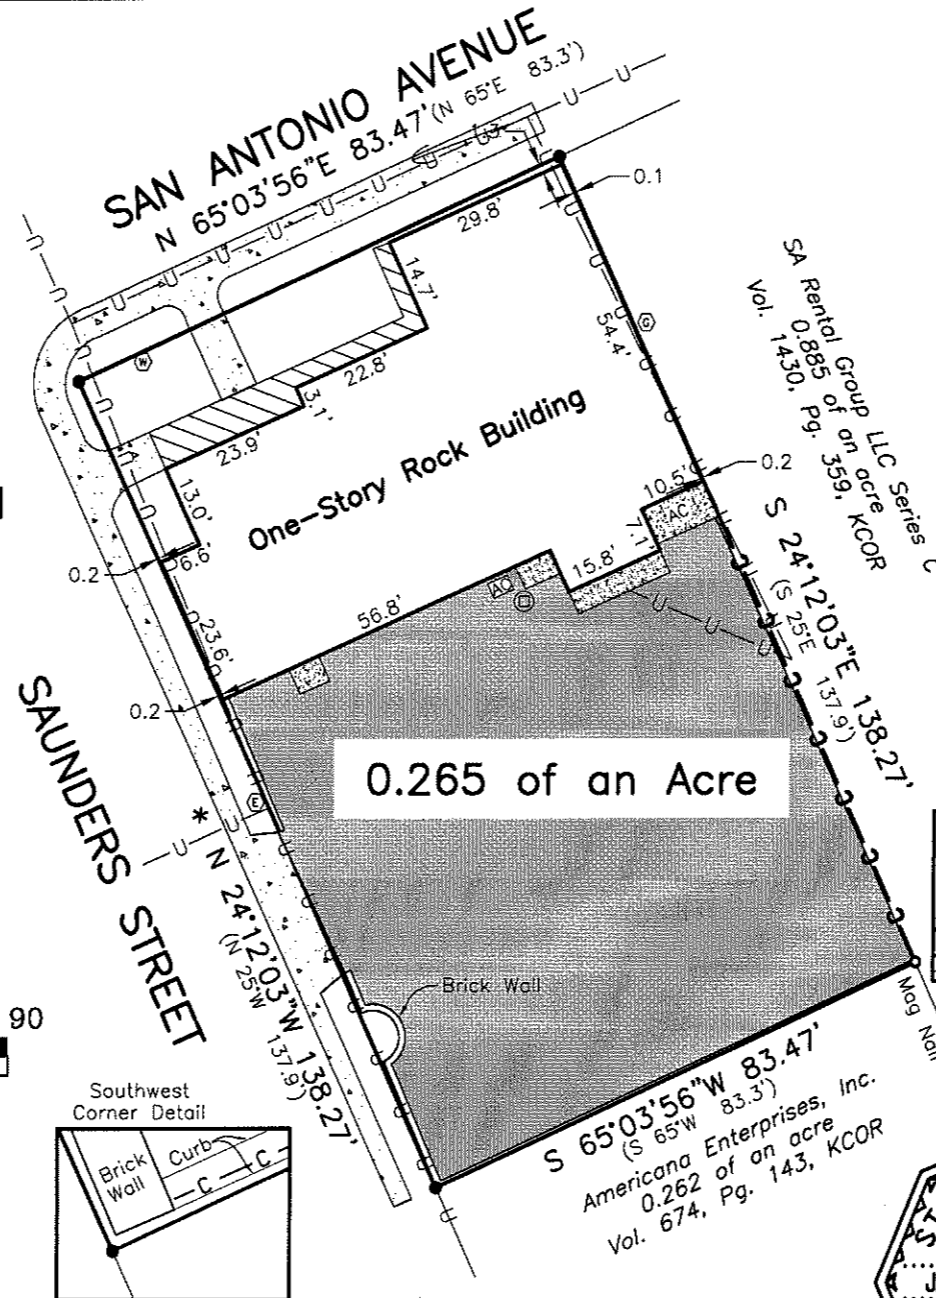 SAN ANTONIO AVENUE
N 65°03'56"E 83.47' (N 65°E 83.3')
U U U U U U U U U
0.1
29.8'
14.7'
22.8'
3.1'
23.9'
54.4'
G
W
SA Rental Group LLC Series C
0.885 of an acre
Vol. 1430, Pg. 359, KCOR
One-Story Rock Building
13.0'
6.6'
0.2
23.6'
0.2
56.8'
AC
15.8'
7.1'
10.5'
AC
0.2
S 24°12'03"E 138.27'
(S 25°E 137.9')
SAUNDERS STREET
*
E
N 24°12'03"W 138.27'
(N 25°W 137.9')
0.265 of an Acre
Brick Wall
Mag Nail
S 65°03'56"W 83.47'
(S 65°W 83.3')
Americana Enterprises, Inc.
0.262 of an acre
Vol. 674, Pg. 143, KCOR
90
Southwest
Corner Detail
Brick
Wall
Curb
C C